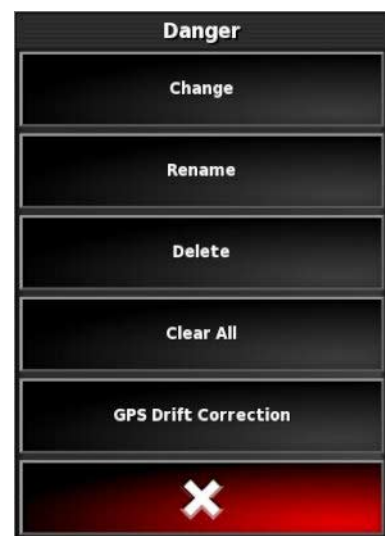 Danger
Change
Rename
Delete
Clear All
GPS Drift Correction